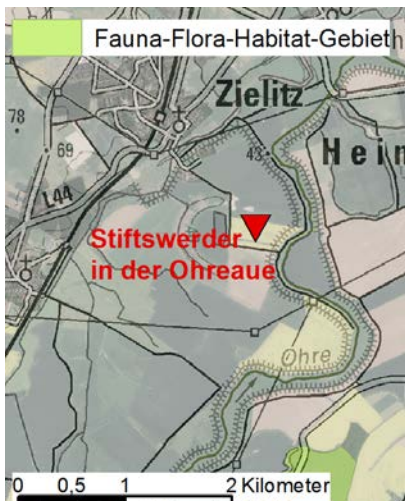 Fauna-Flora-Habitat-Gebiet
Zielitz
78
69
43
Hein
L44
Stiftswerder
in der Ohreaue
Ohre
0 0,5 1 2 Kilometer